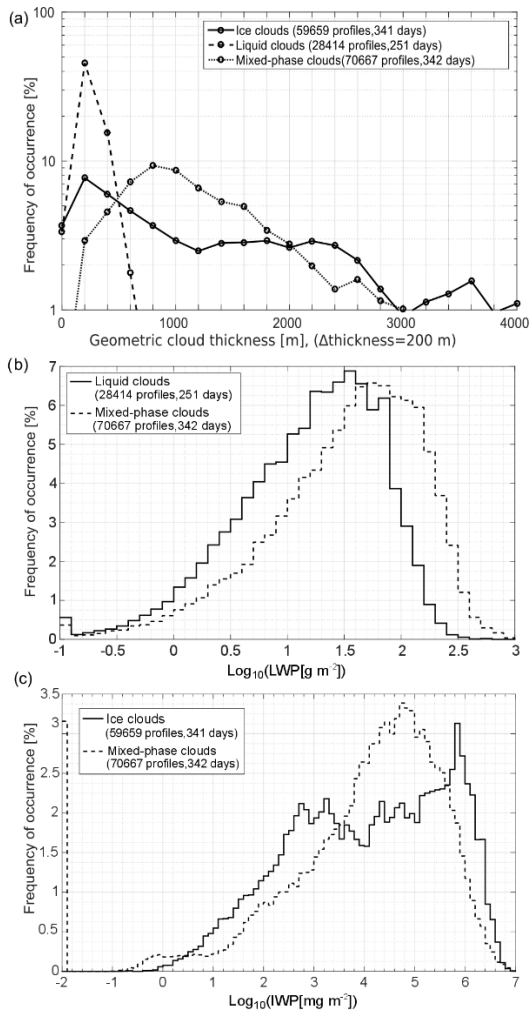 (a)
100
10
1
Frequency of occurrence [%]
Ice clouds (59659 profiles,341 days)
Liquid clouds (28414 profiles,251 days)
Mixed-phase clouds(70667 profiles,342 days)
0 1000 2000 3000 4000
Geometric cloud thickness [m], (Δthickness=200 m)
(b)
7
6
5
4
3
2
1
0
Frequency of occurrence [%]
Liquid clouds
(28414 profiles,251 days)
Mixed-phase clouds
(70667 profiles,342 days)
-1 -0.5 0 0.5 1 1.5 2 2.5 3
Log10(LWP[g m-2])
(c)
3.5
3
2.5
2
1.5
1
0.5
0
Frequency of occurrence [%]
Ice clouds
(59659 profiles,341 days)
Mixed-phase clouds
(70667 profiles,342 days)
-2 -1 0 1 2 3 4 5 6 7
Log10(IWP[mg m-2])